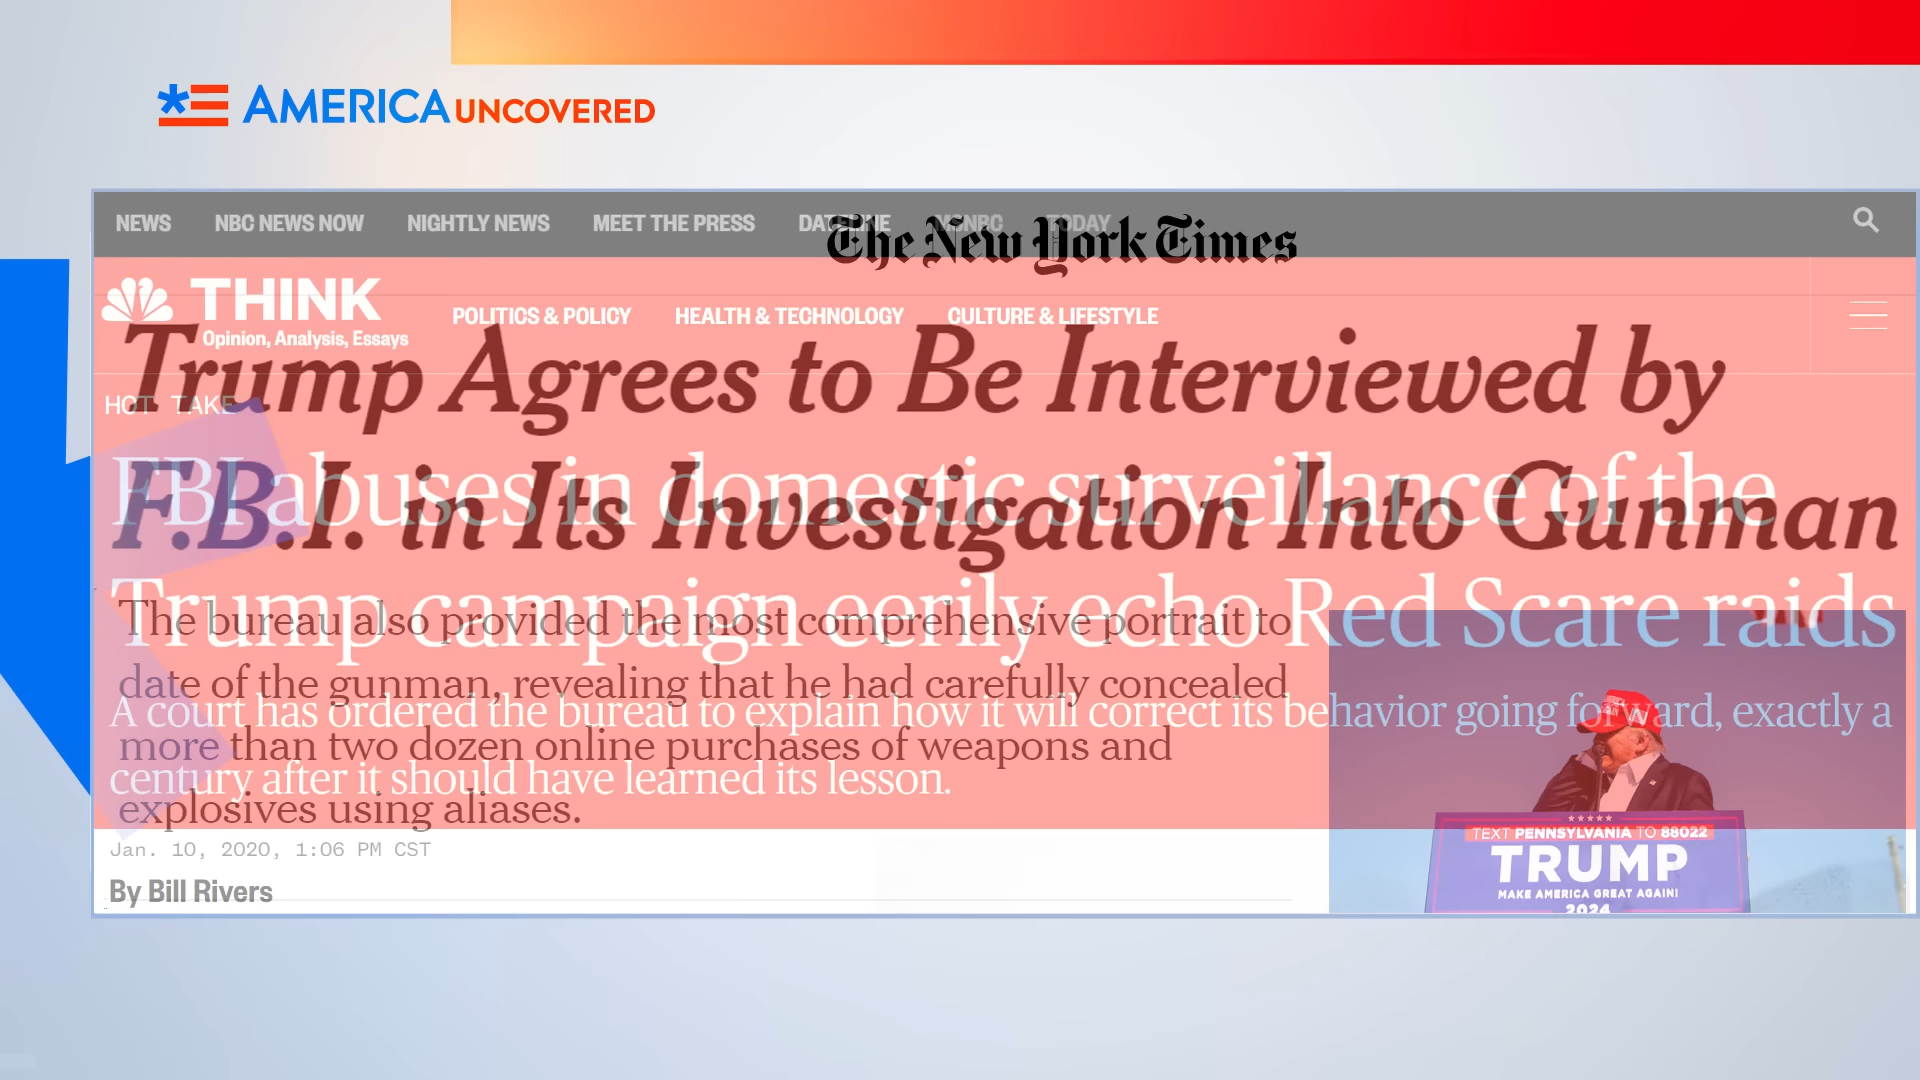 AMERICA UNCOVERED
NEWS NBC NEWS NOW NIGHTLY NEWS MEET THE PRESS DATELINE MSNBC TODAY
The New York Times
THINK
Opinion, Analysis, Essays
POLITICS & POLICY HEALTH & TECHNOLOGY CULTURE & LIFESTYLE
Trump Agrees to Be Interviewed by
F.B.I. in Its Investigation Into Gunman
HOT TAKE
FBI abuses in domestic surveillance of the
Trump campaign eerily echo Red Scare raids
The bureau also provided the most comprehensive portrait to
date of the gunman, revealing that he had carefully concealed
more than two dozen online purchases of weapons and
explosives using aliases.
A court has ordered the bureau to explain how it will correct its behavior going forward, exactly a
century after it should have learned its lesson.
Jan. 10, 2020, 1:06 PM CST
By Bill Rivers
TEXT PENNSYLVANIA TO 88022
TRUMP
MAKE AMERICA GREAT AGAIN!
2024